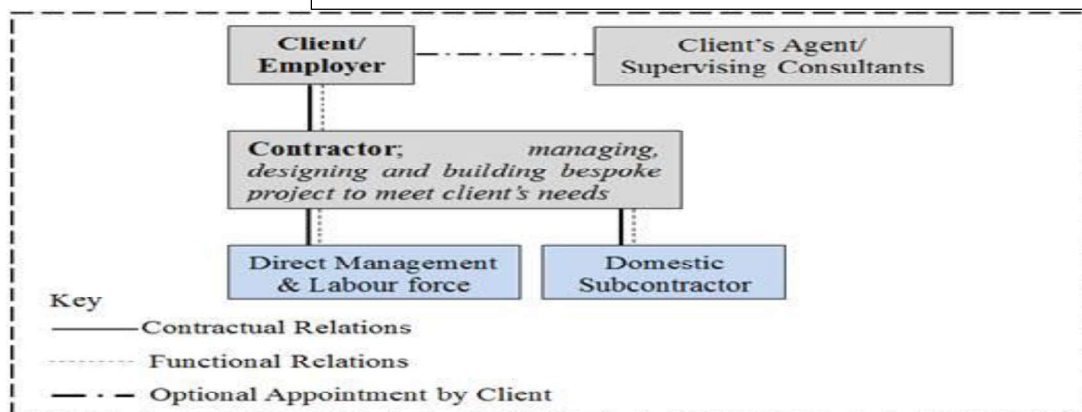 Client/
Employer
Client's Agent/
Supervising Consultants
Contractor; managing,
designing and building bespoke
project to meet client's needs
Direct Management
& Labour force
Domestic
Subcontractor
Key
Contractual Relations
Functional Relations
Optional Appointment by Client